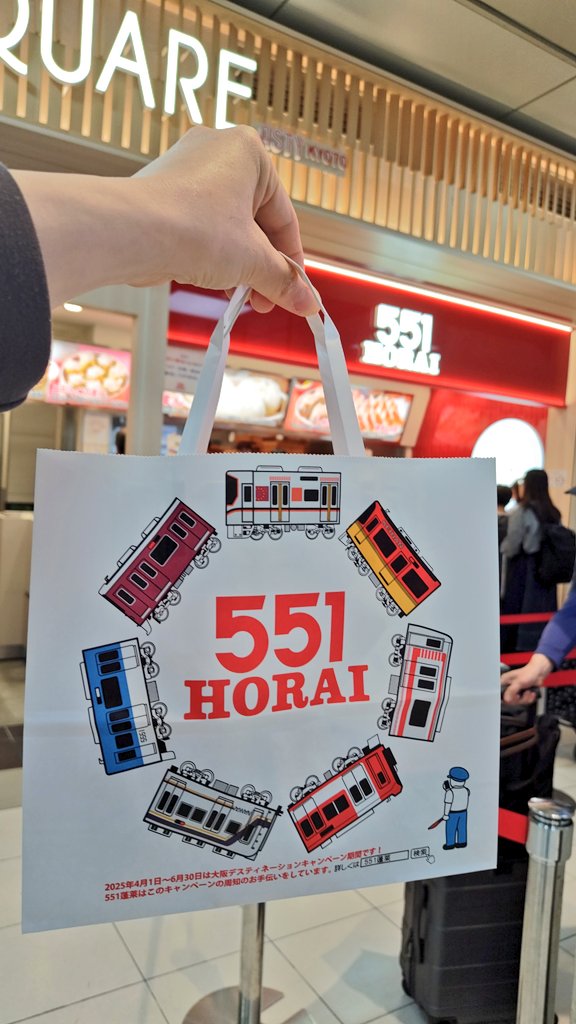 QUARE
ASTY KYOTO
551
HORAI
551
HORAI
2025年4月1日~6月30日は大阪デスティネーションキャンペーン期間です!
551蓬莱はこのキャンペーンの周知のお手伝いをしています。詳しくは 551蓬莱 検索